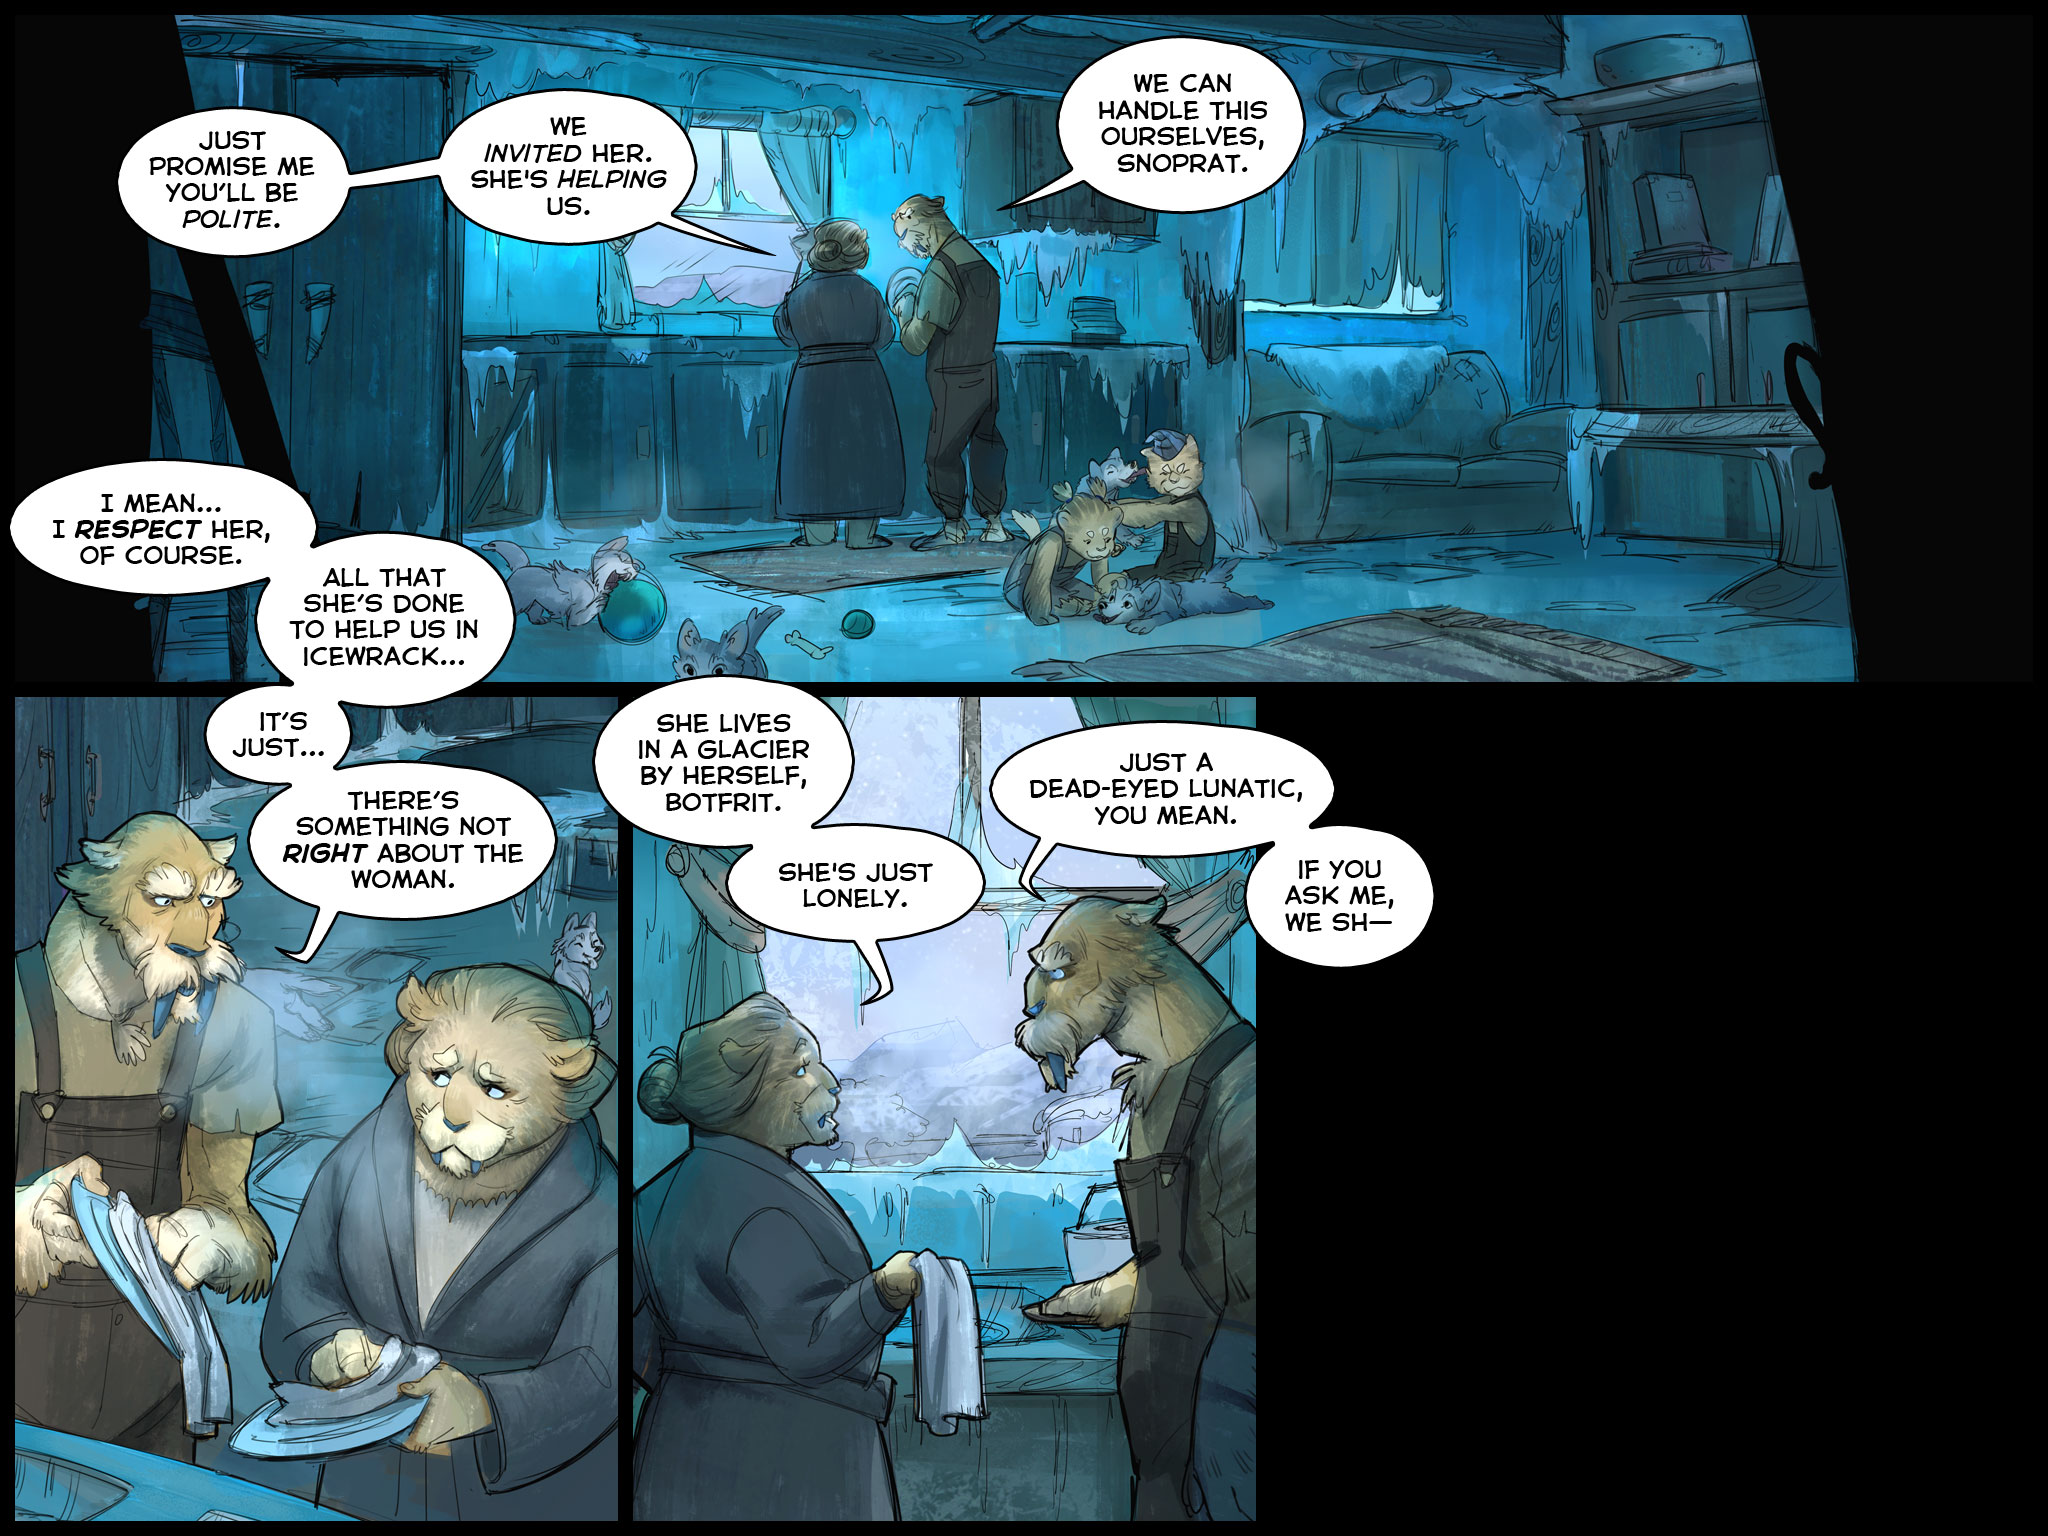 JUST
PROMISE ME
YOU'LL BE
POLITE.
WE
INVITED HER.
SHE'S HELPING
US.
WE CAN
HANDLE THIS
OURSELVES,
SNOPRAT.
I MEAN...
I RESPECT HER,
OF COURSE.
ALL THAT
SHE'S DONE
TO HELP US IN
ICEWRACK...
IT'S
JUST...
THERE'S
SOMETHING NOT
RIGHT ABOUT THE
WOMAN.
SHE LIVES
IN A GLACIER
BY HERSELF,
BOTFRIT.
SHE'S JUST
LONELY.
JUST A
DEAD-EYED LUNATIC,
YOU MEAN.
IF YOU
ASK ME,
WE SH—